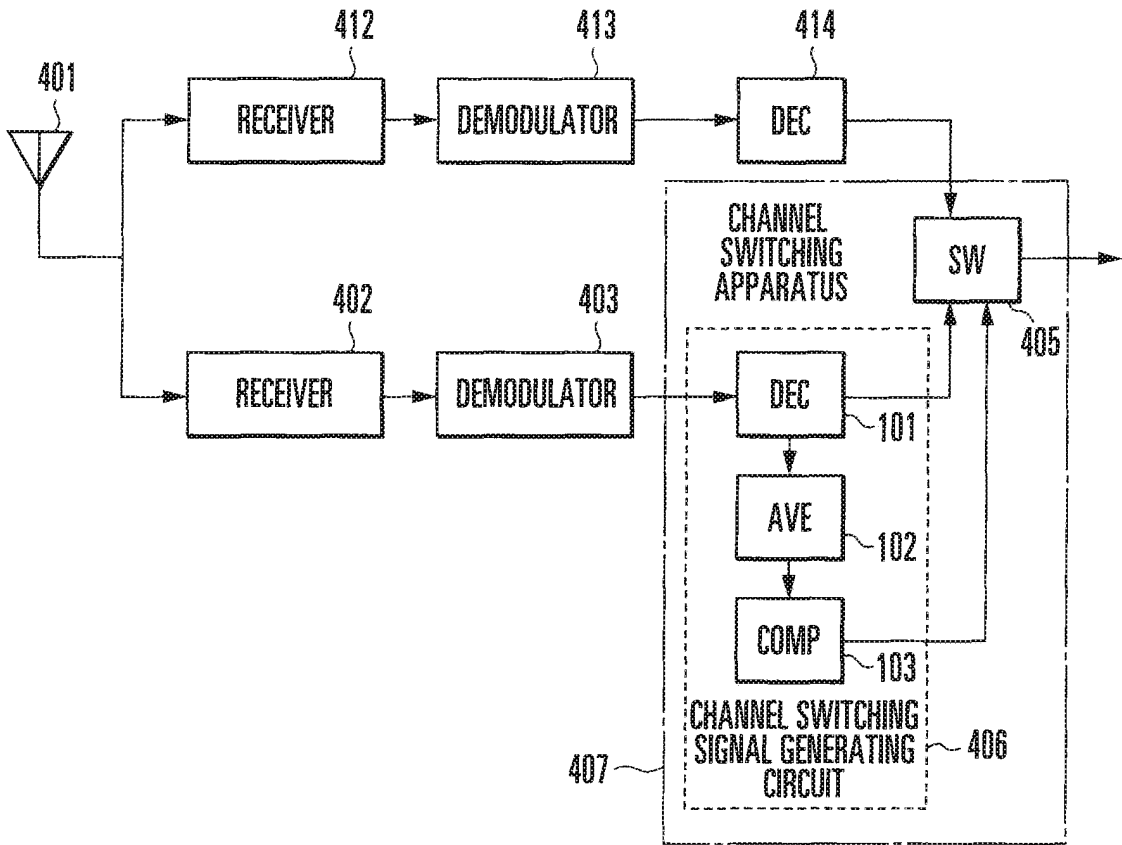 412
413
414
401
RECEIVER
DEMODULATOR
DEC
CHANNEL
SWITCHING
APPARATUS
SW
405
402
403
RECEIVER
DEMODULATOR
DEC
101
AVE
102
COMP
103
CHANNEL SWITCHING
SIGNAL GENERATING
CIRCUIT
406
407